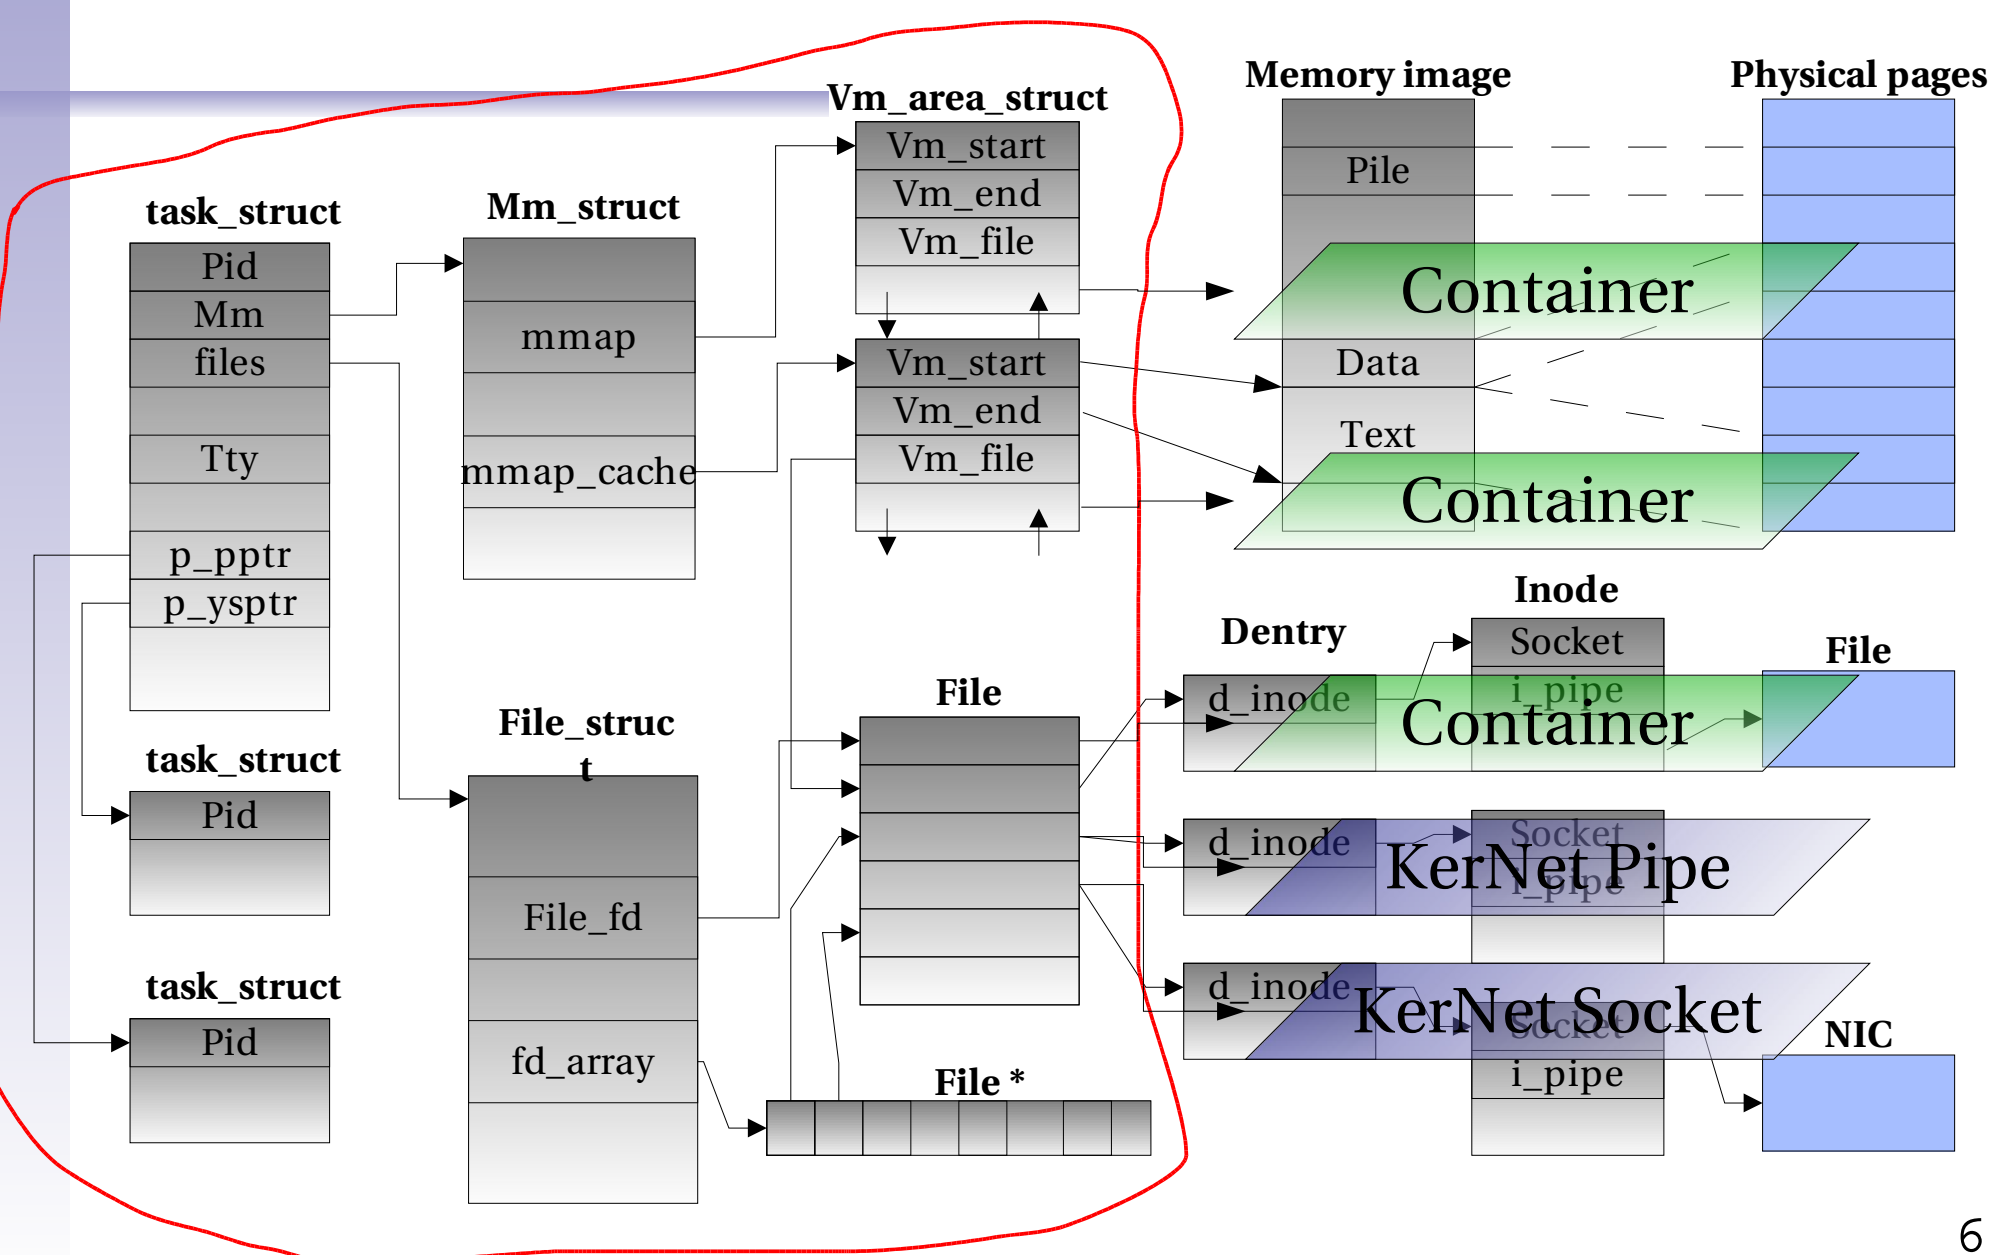 Memory image
Physical pages
Vm_area_struct
Vm_start
Vm_end
Vm_file
Pile
task_struct
Pid
Mm
files
Tty
p_pptr
p_ysptr
Mm_struct
mmap
mmap_cache
Vm_start
Vm_end
Vm_file
Container
Data
Text
Container
Inode
Dentry
File
Socket
i_pipe
d_inode
Container
File
File_struc
t
File_fd
fd_array
task_struct
Pid
task_struct
Pid
d_inode
Socket
i_pipe
KerNet Pipe
d_inode
Socket
i_pipe
KerNet Socket
NIC
File *
6